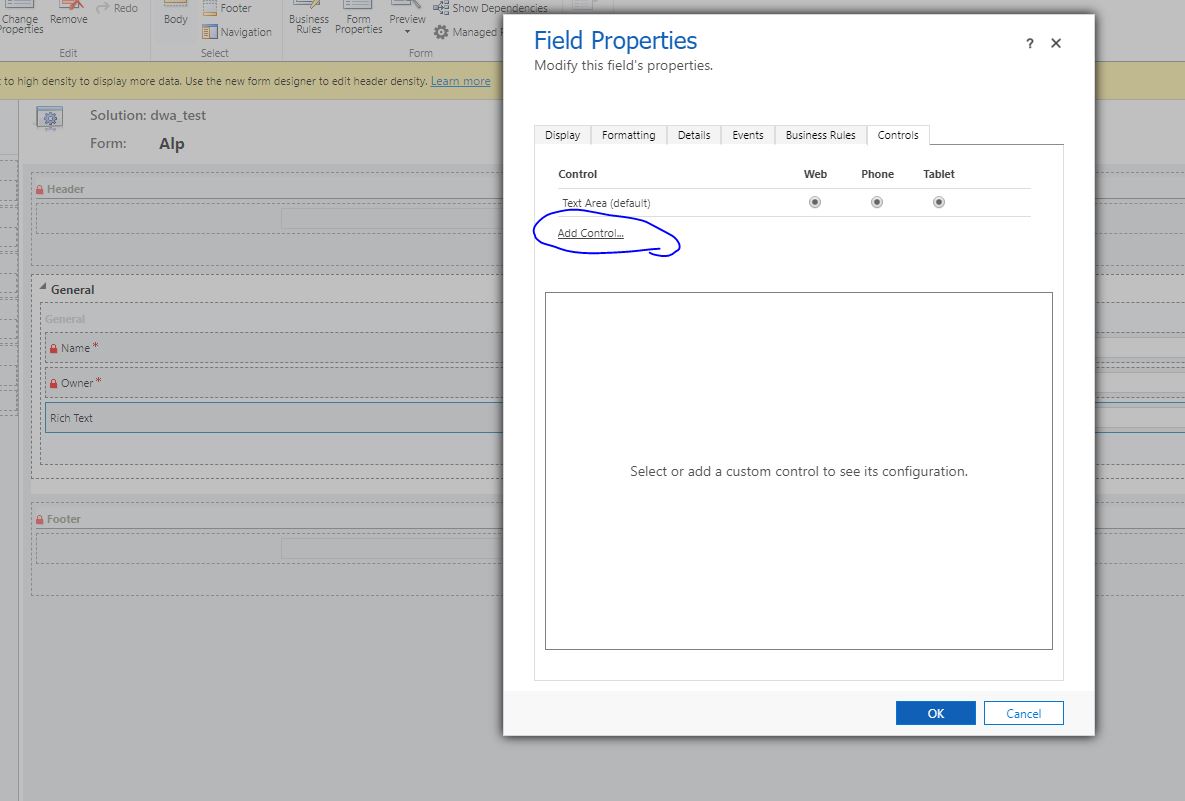 Change
Properties
Remove
Redo
Edit
Body
Footer
Navigation
Select
Business
Rules
Form
Properties
Preview
Show Dependencies
Managed
Form
to high density to display more data. Use the new form designer to edit header density. Learn more
Solution: dwa_test
Form: Alp
Header
General
General
Name *
Owner *
Rich Text
Footer
Field Properties
Modify this field's properties.
?
Display Formatting Details Events Business Rules Controls
Control Web Phone Tablet
Text Area (default)
Add Control...
Select or add a custom control to see its configuration.
OK Cancel